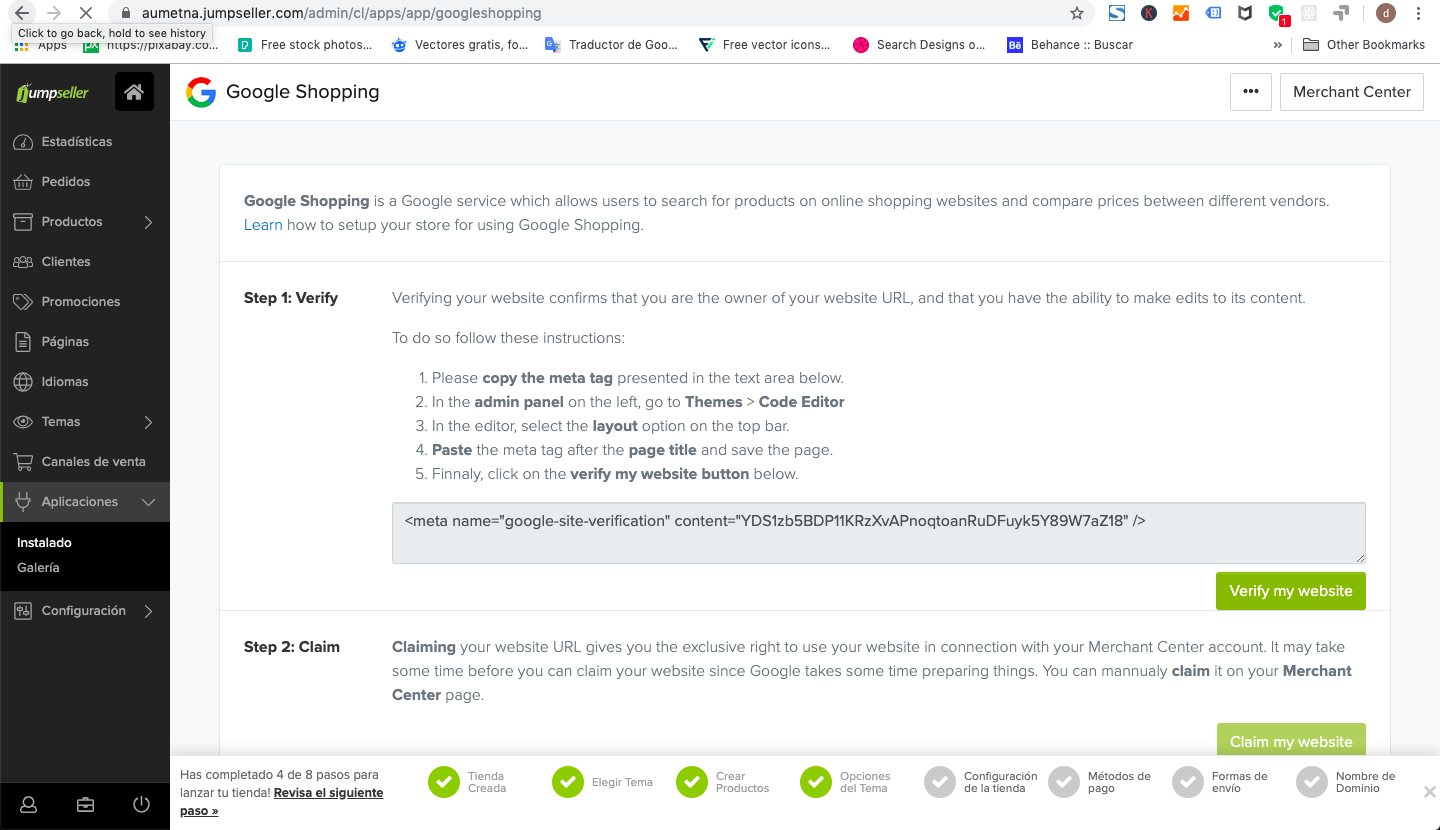 aumetna.jumpseller.com/admin/cl/apps/app/googleshopping
Click to go back, hold to see history
Apps
https://pixabay.co...
Free stock photos...
Vectores gratis, fo...
Traductor de Goo...
Free vector icons...
Search Designs o...
Bē
Behance :: Buscar
»
Other Bookmarks
1
d
jumpseller
Google Shopping
•••
Merchant Center
Estadísticas
Pedidos
Productos
Clientes
Promociones
Páginas
Idiomas
Temas
Canales de venta
Aplicaciones
Instalado
Galería
Configuración
Google Shopping is a Google service which allows users to search for products on online shopping websites and compare prices between different vendors.
Learn how to setup your store for using Google Shopping.
Step 1: Verify
Verifying your website confirms that you are the owner of your website URL, and that you have the ability to make edits to its content.
To do so follow these instructions:
1. Please copy the meta tag presented in the text area below.
2. In the admin panel on the left, go to Themes > Code Editor
3. In the editor, select the layout option on the top bar.
4. Paste the meta tag after the page title and save the page.
5. Finnaly, click on the verify my website button below.
<meta name="google-site-verification" content="YDS1zb5BDP11KRzXvAPnoqtoanRuDFuyk5Y89W7aZ18" />
Verify my website
Step 2: Claim
Claiming your website URL gives you the exclusive right to use your website in connection with your Merchant Center account. It may take
some time before you can claim your website since Google takes some time preparing things. You can mannualy claim it on your Merchant
Center page.
Claim my website
Has completado 4 de 8 pasos para
lanzar tu tienda! Revisa el siguiente
paso »
Tienda
Creada
Elegir Tema
Crear
Productos
Opciones
del Tema
Configuración
de la tienda
Métodos de
pago
Formas de
envío
Nombre de
Dominio